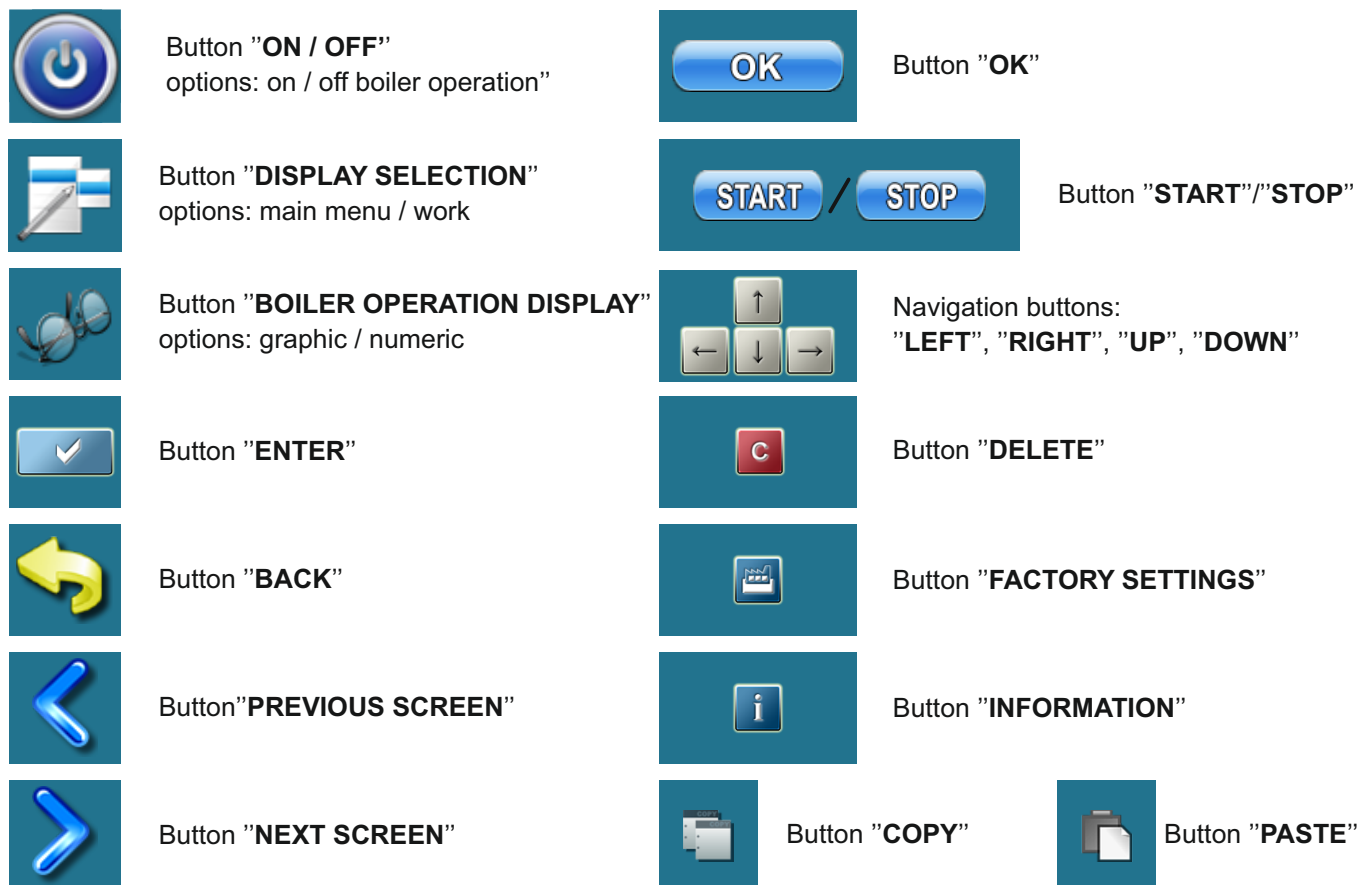 Button ’’ON / OFF‘’
options: on / off boiler operation’’
Button ’’DISPLAY SELECTION’’
options: main menu / work
Button ’’BOILER OPERATION DISPLAY’’
options: graphic / numeric
Button ’’ENTER’’
Button ’’BACK’’
Button’’PREVIOUS SCREEN’’
Button ’’NEXT SCREEN’’
OK
Button ’’OK’’
START / STOP
Button ’’START’’/’’STOP’’
↑
← ↓ →
Navigation buttons:
’’LEFT’’, ’’RIGHT’’, ’’UP’’, ’’DOWN’’
C
Button ’’DELETE’’
Button ’’FACTORY SETTINGS’’
i
Button ’’INFORMATION’’
COPY
COPY
Button ’’COPY’’
Button ’’PASTE’’